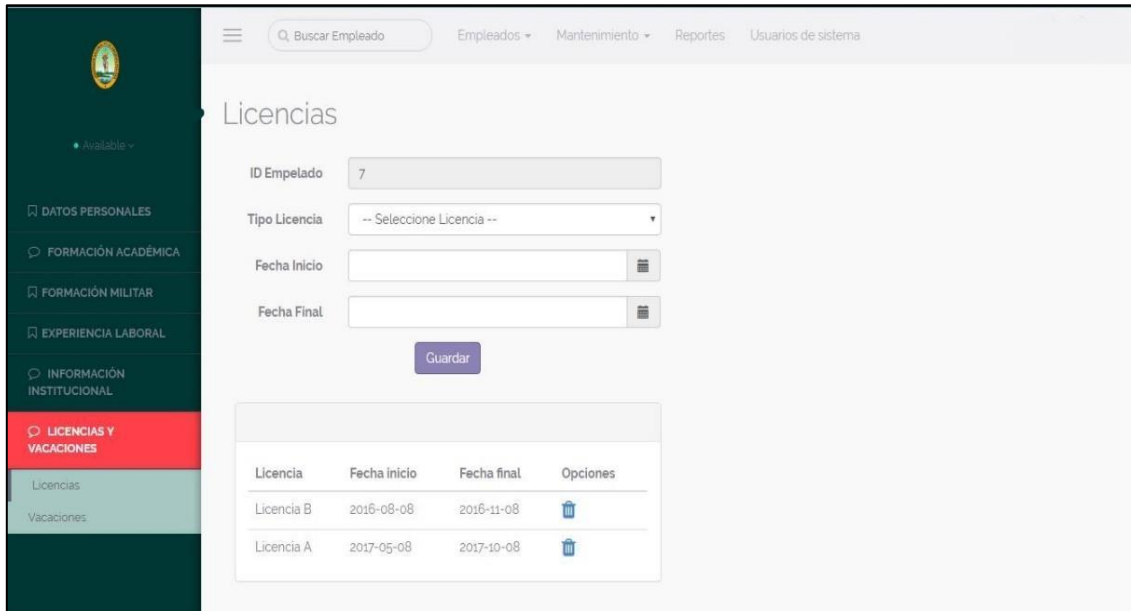 Buscar Empleado Empleados Mantenimiento Reportes Usuarios de sistema
Available
DATOS PERSONALES
FORMACIÓN ACADÉMICA
FORMACIÓN MILITAR
EXPERIENCIA LABORAL
INFORMACIÓN
INSTITUCIONAL
LICENCIAS Y
VACACIONES
Licencias
Vacaciones
Licencias
ID Empelado 7
Tipo Licencia -- Seleccione Licencia --
Fecha Inicio
Fecha Final
Guardar
Licencia Fecha inicio Fecha final Opciones
Licencia B 2016-08-08 2016-11-08
Licencia A 2017-05-08 2017-10-08